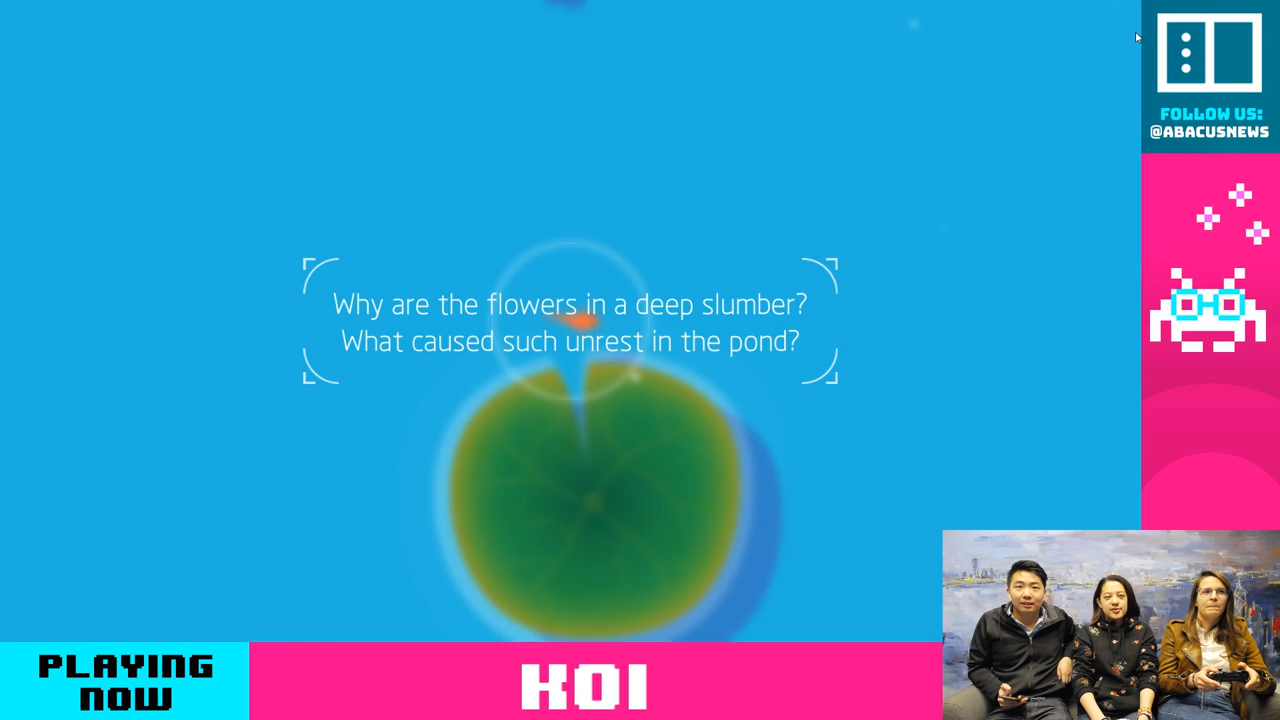 Why are the flowers in a deep slumber?
What caused such unrest in the pond?
FOLLOW US:
@ABACUSNEWS
PLAYING
NOW
KOI